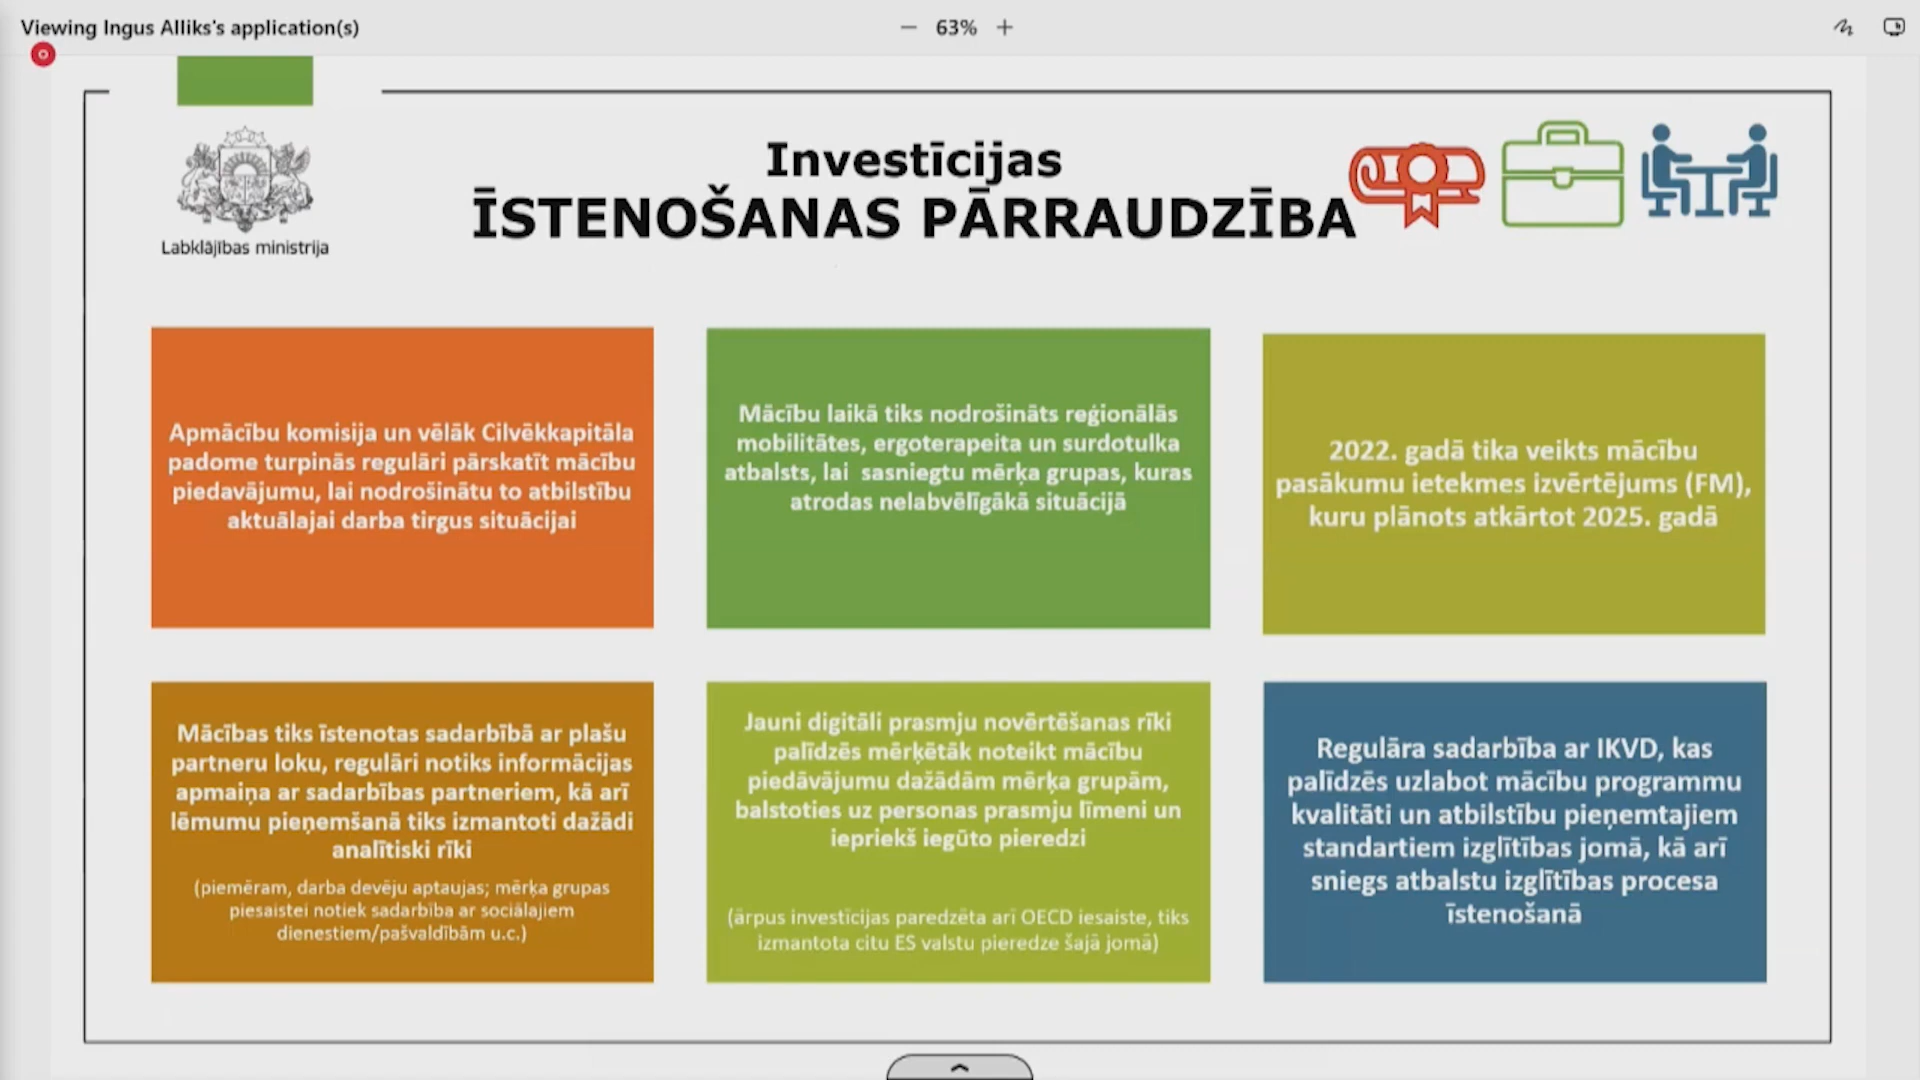 Viewing Ingus Alliks's application(s)
63%
Labklājības ministrija
Investīcijas
ĪSTENOŠANAS PĀRRAUDZĪBA
Apmācību komisija un vēlāk Cilvēkkapitāla
padome turpinās regulāri pārskatīt mācību
piedavājumu, lai nodrošinātu to atbilstību
aktuālajai darba tirgus situācijai
Mācību laikā tiks nodrošināts reģionālās
mobilitātes, ergoterapeita un surdotulka
atbalsts, lai sasniegtu mērķa grupas, kuras
atrodas nelabvēlīgākā situācijā
2022. gadā tika veikts mācību
pasākumu ietekmes izvērtējums (FM),
kuru plānots atkārtot 2025. gadā
Mācības tiks īstenotas sadarbībā ar plašu
partneru loku, regulāri notiks informācijas
apmaiņa ar sadarbības partneriem, kā arī
lēmumu pieņemšanā tiks izmantoti dažādi
analītiski rīki
(piemēram, darba devēju aptaujas; mērķa grupas
piesaistei notiek sadarbība ar sociālajiem
dienestiem/pašvaldībām u.c.)
Jauni digitāli prasmju novērtēšanas rīki
palīdzēs mērķētāk noteikt mācību
piedāvājumu dažādām mērķa grupām,
balstoties uz personas prasmju līmeni un
iepriekš iegūto pieredzi
(ārpus investīcijas paredzēta arī OECD iesaiste, tiks
izmantota citu ES valstu pieredze šajā jomā)
Regulāra sadarbība ar IKVD, kas
palīdzēs uzlabot mācību programmu
kvalitāti un atbilstību pieņemtajiem
standartiem izglītības jomā, kā arī
sniegs atbalstu izglītības procesa
īstenošanā